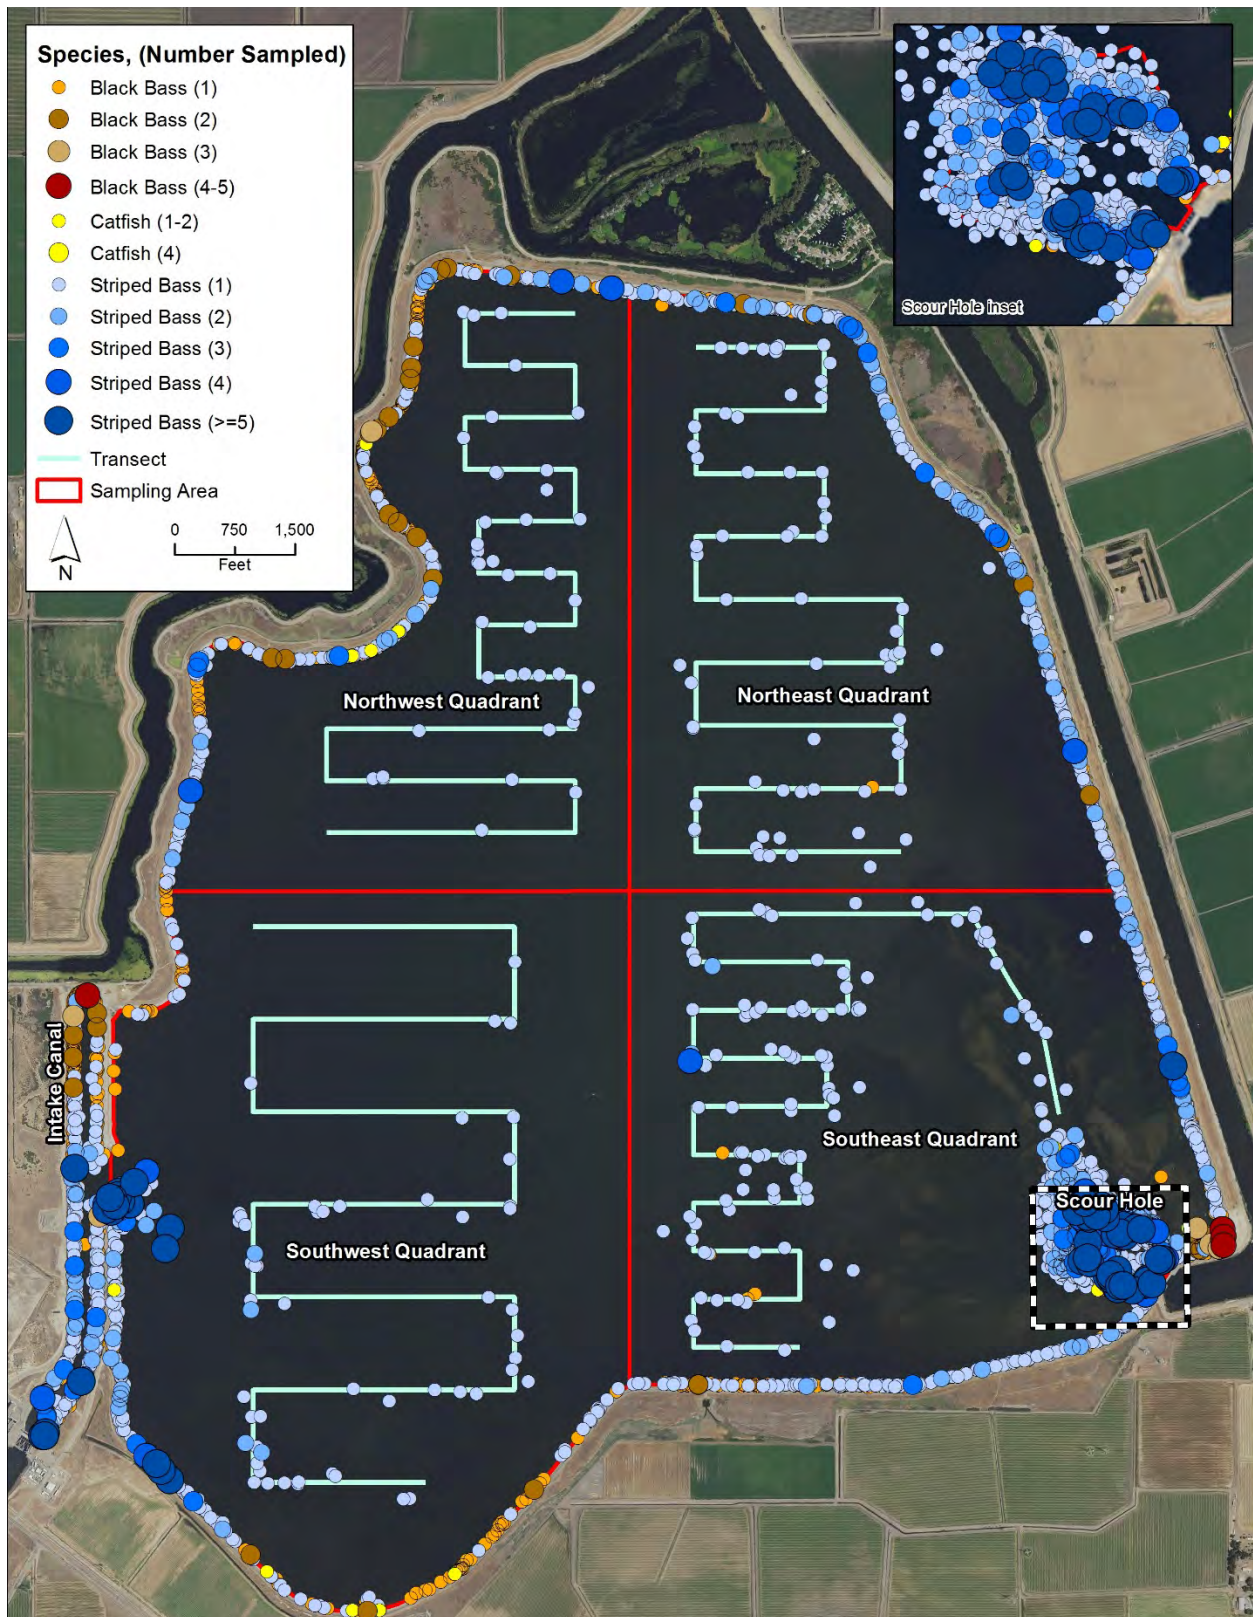 Species, (Number Sampled)
Black Bass (1)
Black Bass (2)
Black Bass (3)
Black Bass (4-5)
Catfish (1-2)
Catfish (4)
Striped Bass (1)
Striped Bass (2)
Striped Bass (3)
Striped Bass (4)
Striped Bass (>=5)
Transect
Sampling Area
0 750 1,500
Feet
N
Scour Hole inset
Northwest Quadrant
Northeast Quadrant
Intake Canal
Southeast Quadrant
Scour Hole
Southwest Quadrant